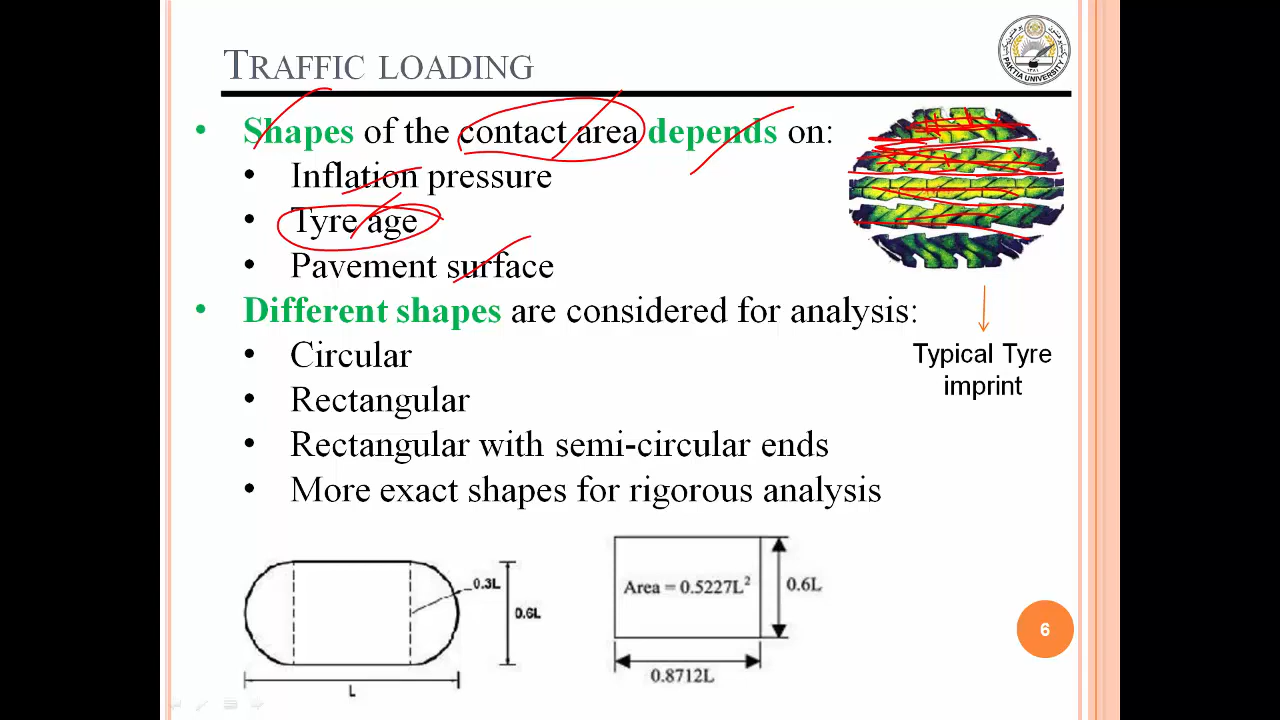 TRAFFIC LOADING
PAKTIA UNIVERSITY
• Shapes of the contact area depends on:
• Inflation pressure
• Tyre age
• Pavement surface
• Different shapes are considered for analysis:
• Circular
• Rectangular
• Rectangular with semi-circular ends
• More exact shapes for rigorous analysis
Typical Tyre
imprint
0.3L
0.6L
L
Area = 0.5227L²
0.6L
0.8712L
6